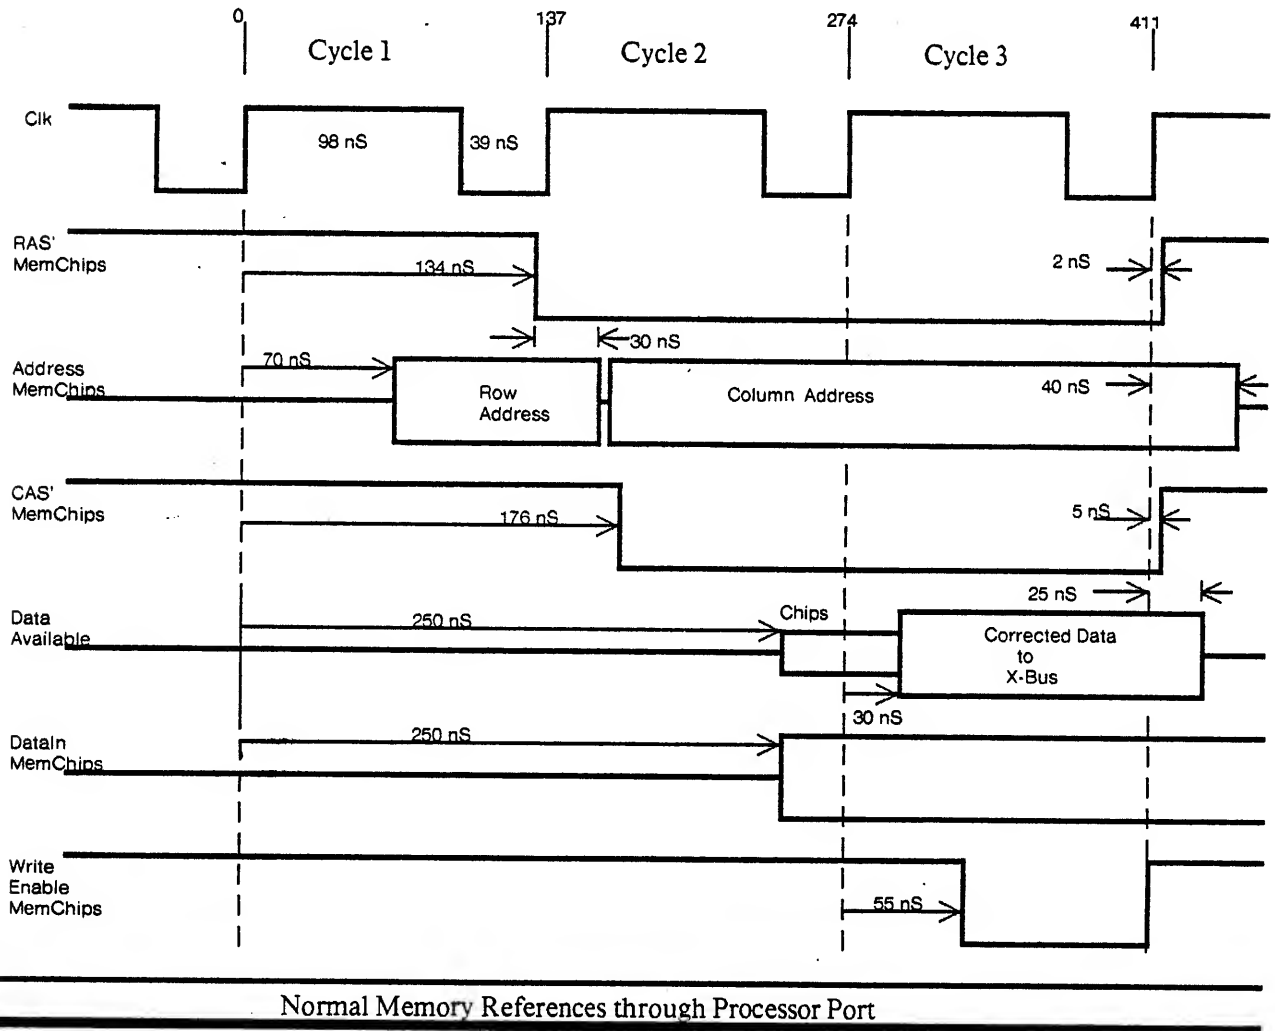 0 137 274 411
Cycle 1 Cycle 2 Cycle 3
Clk
98 nS 39 nS
RAS'
MemChips
134 nS 2 nS
30 nS
Address
MemChips
70 nS
Row
Address
Column Address
40 nS
CAS'
MemChips
176 nS 5 nS
25 nS
Data
Available
250 nS
Chips
Corrected Data
to
X-Bus
30 nS
DataIn
MemChips
250 nS
Write
Enable
MemChips
55 nS
Normal Memory References through Processor Port